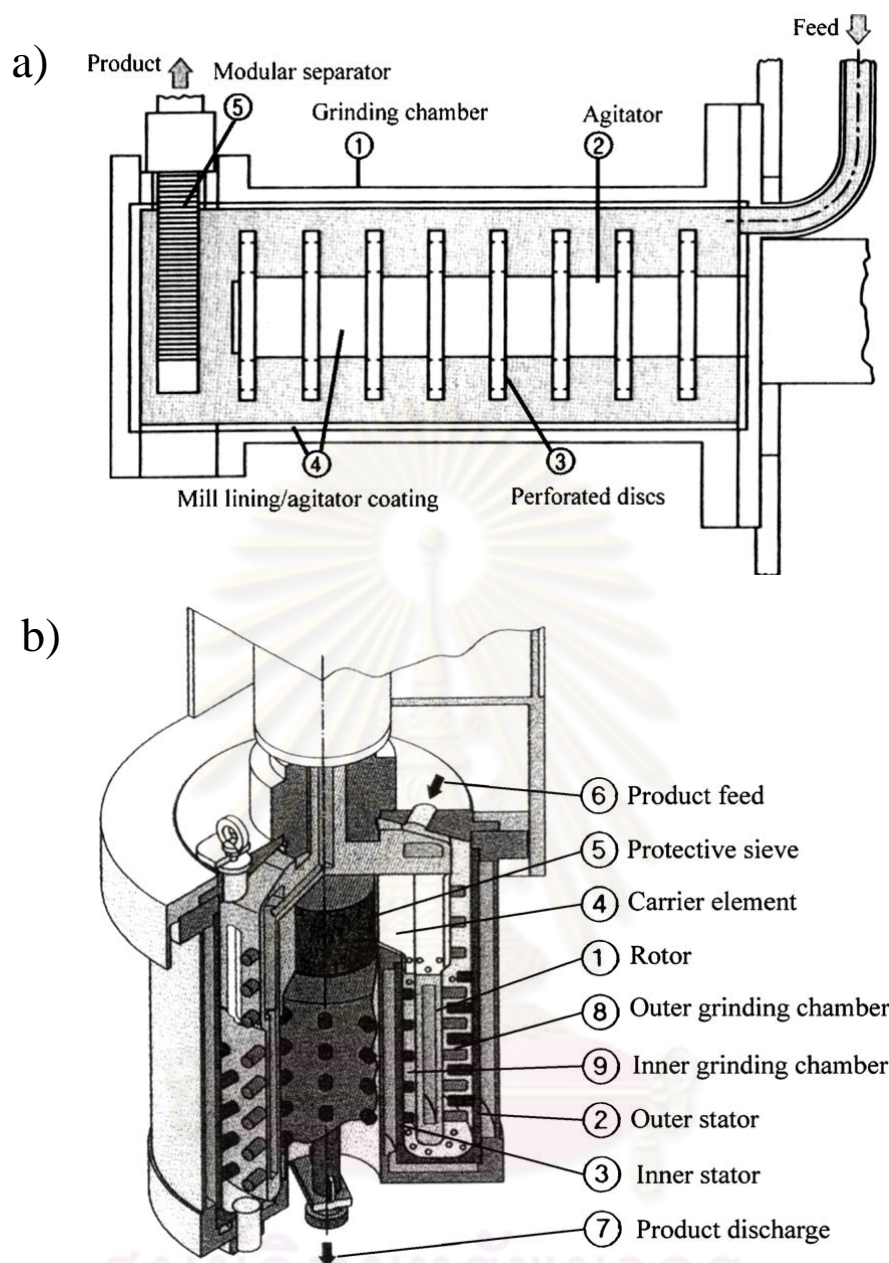 a)
Product
Modular separator
Feed
⑤
Grinding chamber
①
Agitator
②
④
③
Mill lining/agitator coating
Perforated discs
b)
⑥ Product feed
⑤ Protective sieve
④ Carrier element
① Rotor
⑧ Outer grinding chamber
⑨ Inner grinding chamber
② Outer stator
③ Inner stator
⑦ Product discharge